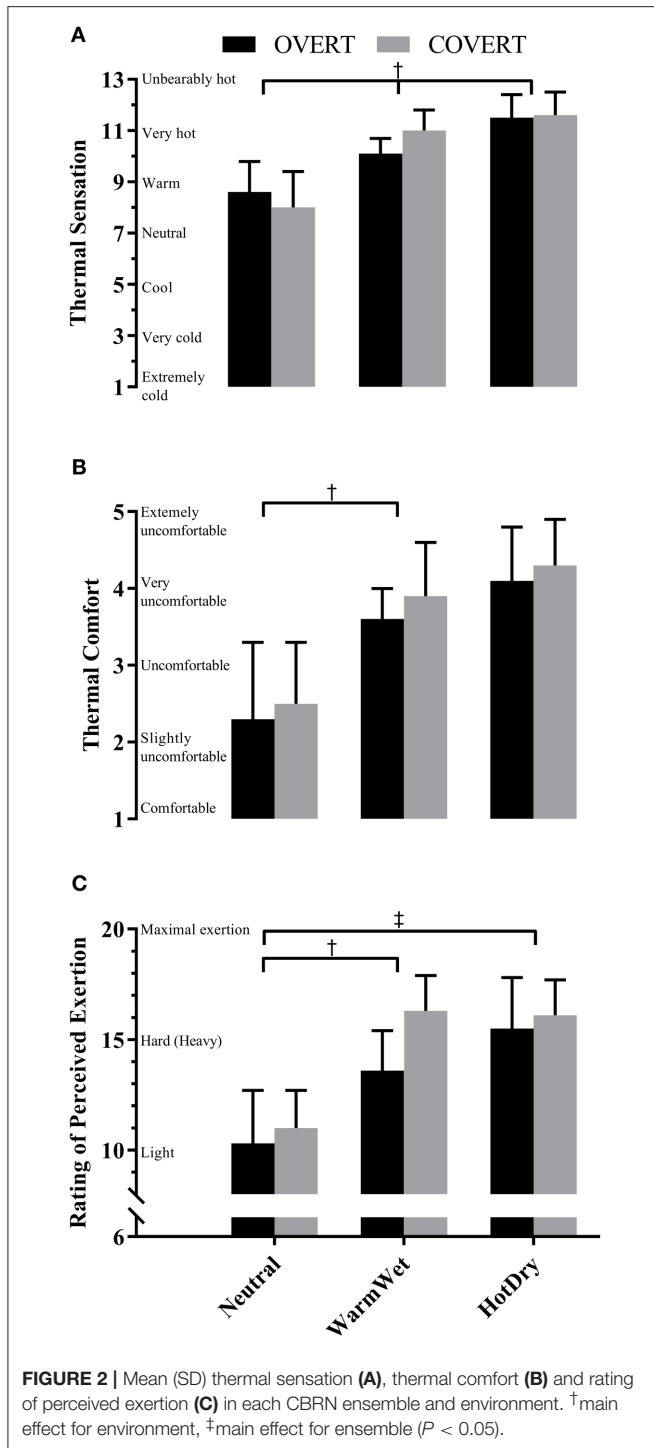 A
OVERT COVERT
Thermal Sensation
13 Unbearably hot
†
11 Very hot
9 Warm
7 Neutral
5 Cool
3 Very cold
1 Extremely
cold
B
Thermal Comfort
†
5 Extemely
uncomfortable
4 Very
uncomfortable
3 Uncomfortable
2 Slightly
uncomfortable
1 Comfortable
C
Rating of Perceived Exertion
20 Maximal exertion
‡
†
15 Hard (Heavy)
10 Light
6
Neutral WarmWet HotDry
FIGURE 2 | Mean (SD) thermal sensation (A), thermal comfort (B) and rating
of perceived exertion (C) in each CBRN ensemble and environment. †main
effect for environment, ‡main effect for ensemble (P < 0.05).